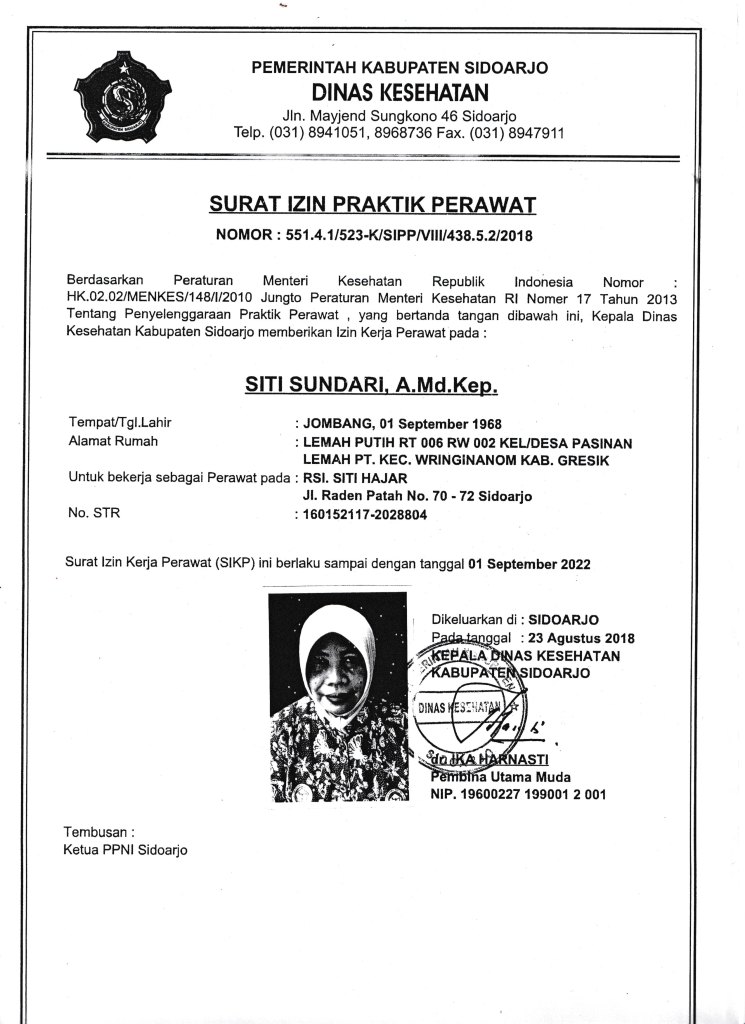 PEMERINTAH KABUPATEN SIDOARJO
DINAS KESEHATAN
Jln. Mayjend Sungkono 46 Sidoarjo
Telp. (031) 8941051, 8968736 Fax. (031) 8947911
SURAT IZIN PRAKTIK PERAWAT
NOMOR : 551.4.1/523-K/SIPP/VIII/438.5.2/2018
Berdasarkan Peraturan Menteri Kesehatan Republik Indonesia Nomor :
HK.02.02/MENKES/148/I/2010 Jungto Peraturan Menteri Kesehatan RI Nomer 17 Tahun 2013
Tentang Penyelenggaraan Praktik Perawat , yang bertanda tangan dibawah ini, Kepala Dinas
Kesehatan Kabupaten Sidoarjo memberikan Izin Kerja Perawat pada :
SITI SUNDARI, A.Md.Kep.
Tempat/Tgl.Lahir : JOMBANG, 01 September 1968
Alamat Rumah : LEMAH PUTIH RT 006 RW 002 KEL/DESA PASINAN
LEMAH PT. KEC. WRINGINANOM KAB. GRESIK
Untuk bekerja sebagai Perawat pada : RSI. SITI HAJAR
Jl. Raden Patah No. 70 - 72 Sidoarjo
No. STR : 160152117-2028804
Surat Izin Kerja Perawat (SIKP) ini berlaku sampai dengan tanggal 01 September 2022
Dikeluarkan di : SIDOARJO
Pada tanggal : 23 Agustus 2018
KEPALA DINAS KESEHATAN
KABUPATEN SIDOARJO
DINAS KESEHATAN
IKA HARNASTI
Pembina Utama Muda
NIP. 19600227 199001 2 001
Tembusan :
Ketua PPNI Sidoarjo